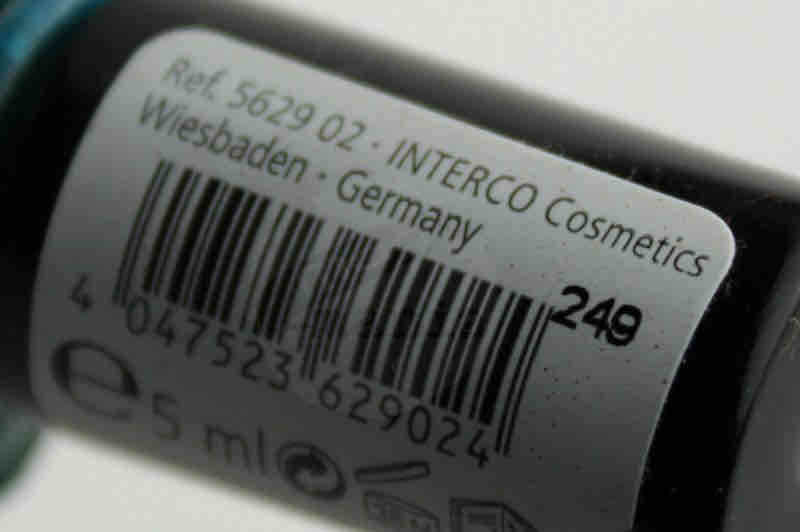 Ref. 5629 02 · INTERCO Cosmetics
Wiesbaden · Germany
249
4 047523 629024
e 5 ml